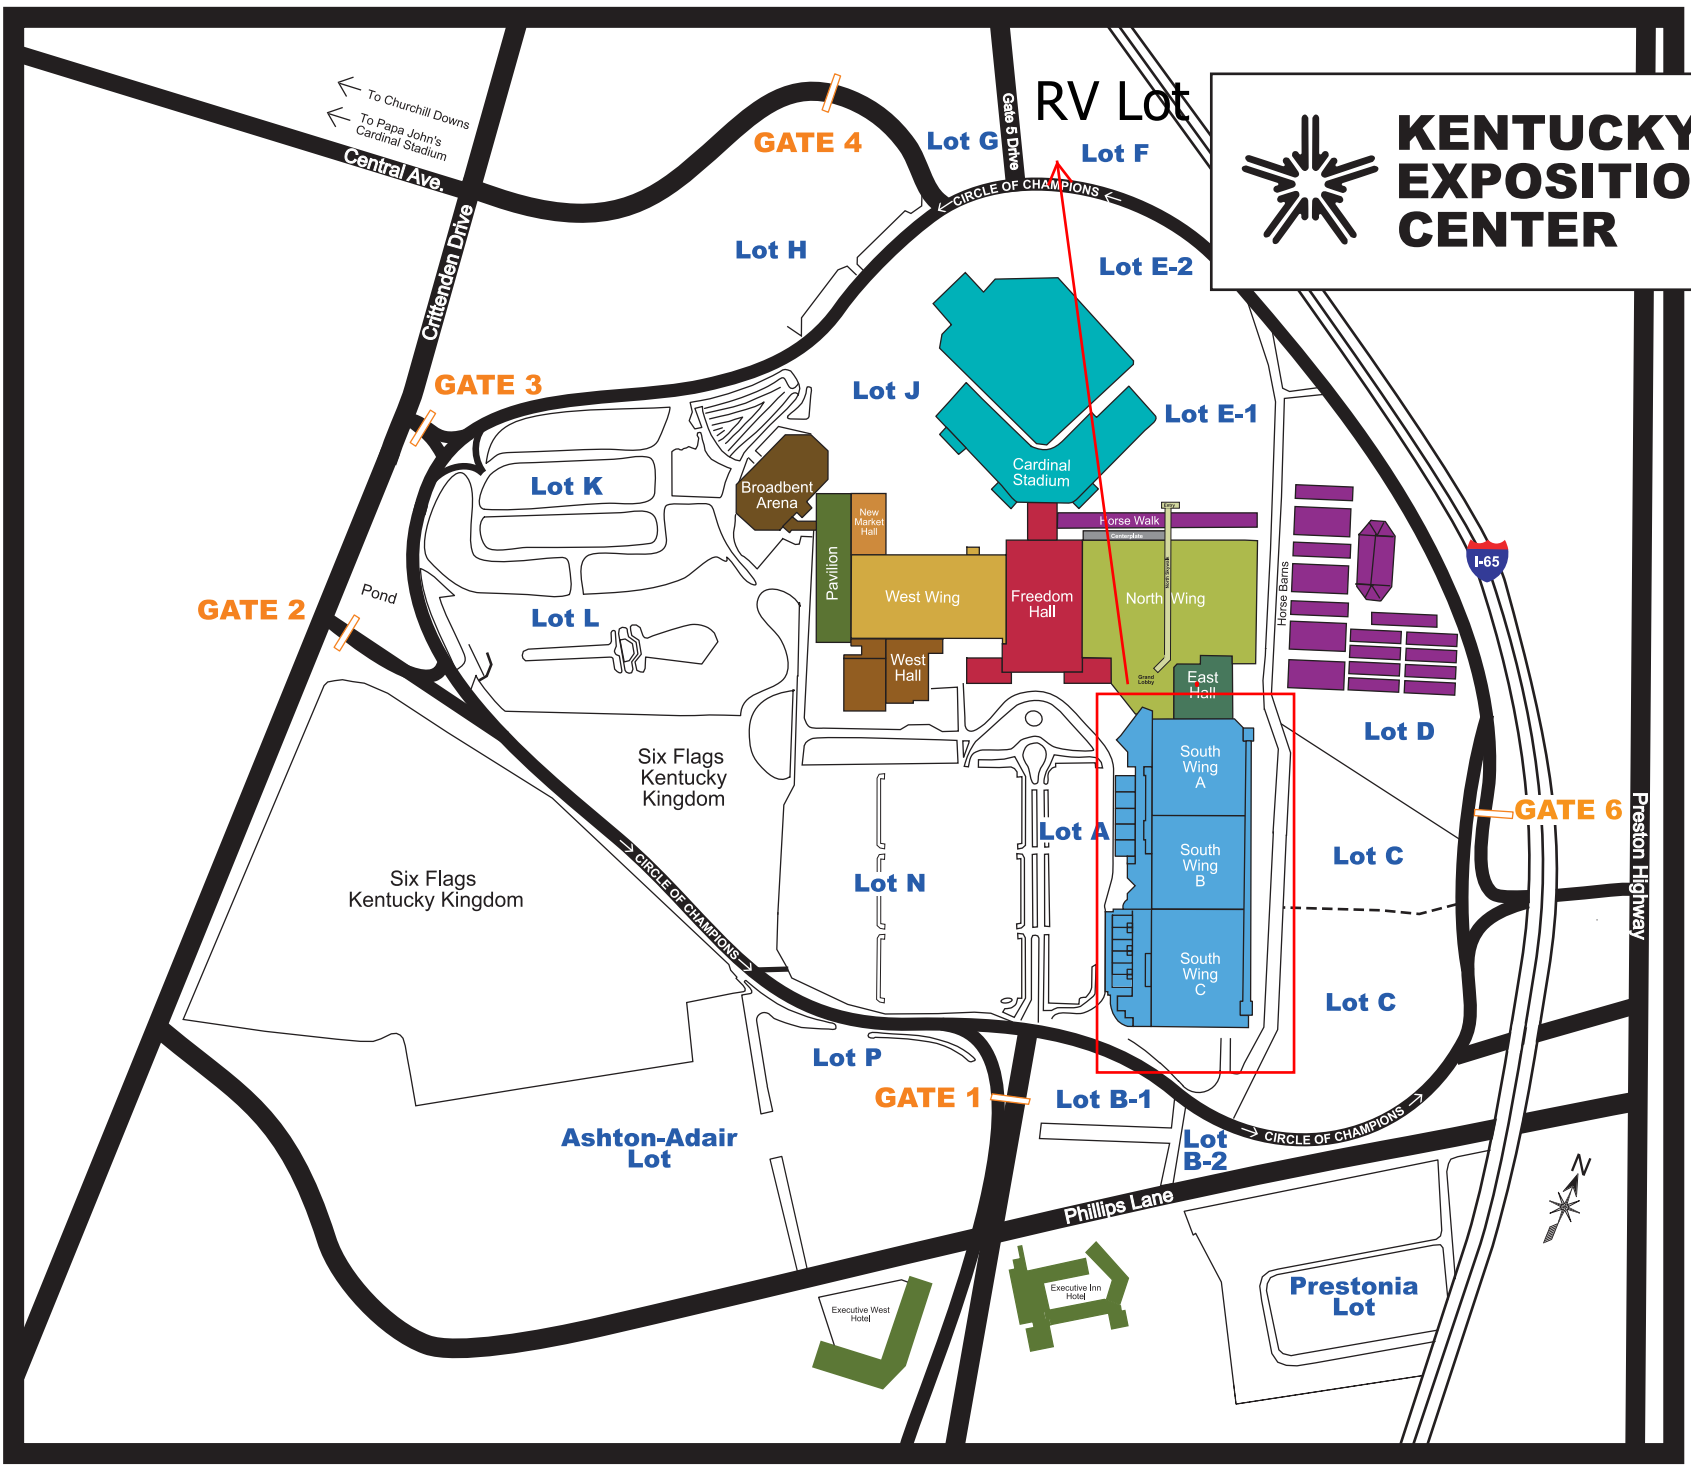 RV Lot
KENTUCKY
EXPOSITIO
CENTER
To Churchill Downs
To Papa John's
Cardinal Stadium
Central Ave.
Crittenden Drive
GATE 4
Lot G
Gate 5 Drive
Lot F
CIRCLE OF CHAMPIONS
Lot H
Lot E-2
GATE 3
Lot J
Lot E-1
Cardinal
Stadium
Lot K
Broadbent
Arena
New
Market
Hall
Pavilion
Horse Walk
Entry
Centerplate
North Skywalk
I-65
Pond
GATE 2
Lot L
West Wing
Freedom
Hall
North Wing
Horse Barns
West
Hall
Grand
Lobby
East
Hall
Lot D
Six Flags
Kentucky
Kingdom
South
Wing
A
Lot A
GATE 6
Preston Highway
South
Wing
B
Lot C
Lot N
Six Flags
Kentucky Kingdom
CIRCLE OF CHAMPIONS
South
Wing
C
Lot C
Lot P
GATE 1
Lot B-1
Ashton-Adair
Lot
Lot
B-2
CIRCLE OF CHAMPIONS
N
Phillips Lane
Executive West
Hotel
Executive Inn
Hotel
Prestonia
Lot